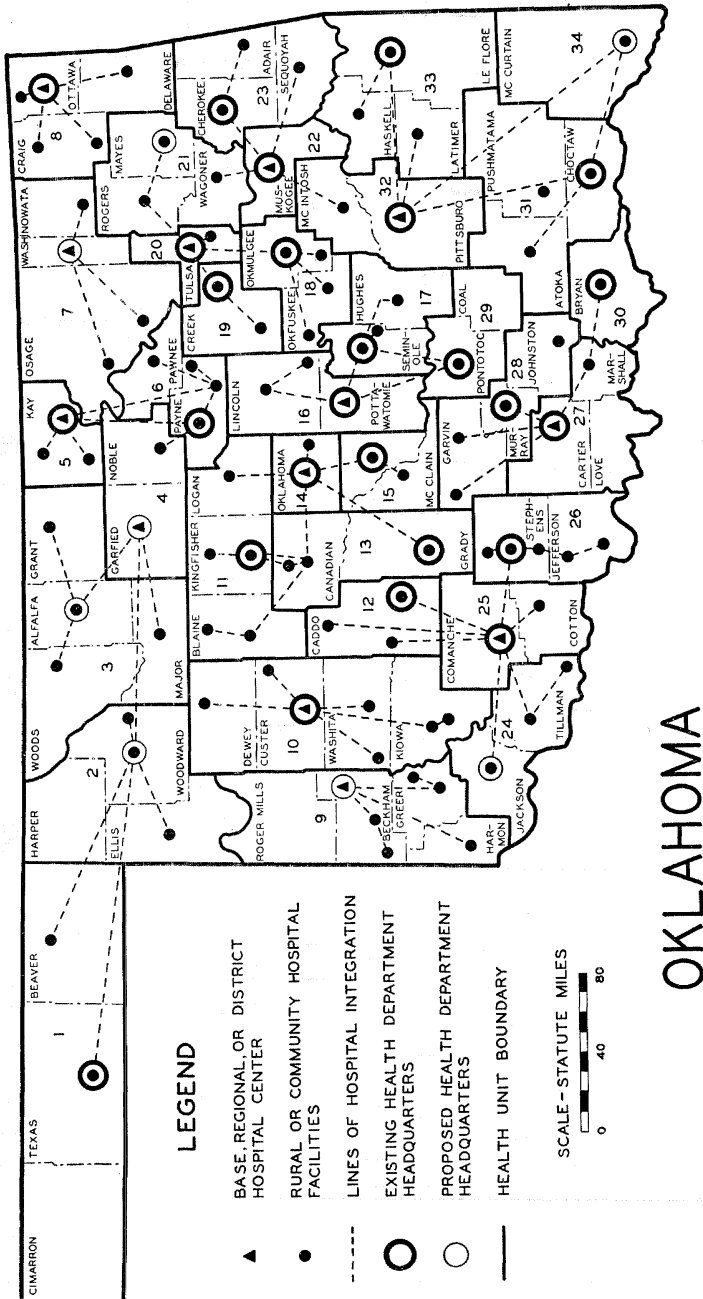 CIMARRON
TEXAS
BEAVER
1
HARPER
WOODS
ALFALFA
GRANT
KAY
OSAGE
WASH
NOWATA
CRAIG
OTTAWA
ELLIS
2
3
5
7
8
WOODWARD
MAJOR
GARFIED
NOBLE
4
6
PAWNEE
PAYNE
ROGERS
MAYES
DELAWARE
ROGER MILLS
DEWEY
CUSTER
BLAINE
KINGFISHER
LOGAN
11
LINCOLN
CREEK
TULSA
20
19
21
WAGONER
CHEROKEE
23
ADAIR
SEQUOYAH
9
10
BECKHAM
WASHITA
CADDO
12
CANADIAN
13
OKLAHOMA
14
16
POTTA-
WATOMIE
OKFUSKEE
OKMULGEE
18
MUS-
KOGEE
22
MC INTOSH
GREER
KIOWA
15
MC CLAIN
SEMIN-
OLE
HUGHES
17
32
HASKELL
33
HAR-
MON
JACKSON
COMANCHE
GRADY
GARVIN
PONTOTOC
COAL
29
PITTSBURO
LATIMER
LE FLORE
24
25
STEPH-
ENS
MUR-
RAY
28
JOHNSTON
ATOKA
31
PUSHMATAMA
TILLMAN
COTTON
JEFFERSON
26
CARTER
27
LOVE
MAR-
SHALL
BRYAN
30
CHOCTAW
MC CURTAIN
34
LEGEND
BASE, REGIONAL, OR DISTRICT
HOSPITAL CENTER
RURAL OR COMMUNITY HOSPITAL
FACILITIES
LINES OF HOSPITAL INTEGRATION
EXISTING HEALTH DEPARTMENT
HEADQUARTERS
PROPOSED HEALTH DEPARTMENT
HEADQUARTERS
HEALTH UNIT BOUNDARY
SCALE-STATUTE MILES
0 40 80
OKLAHOMA